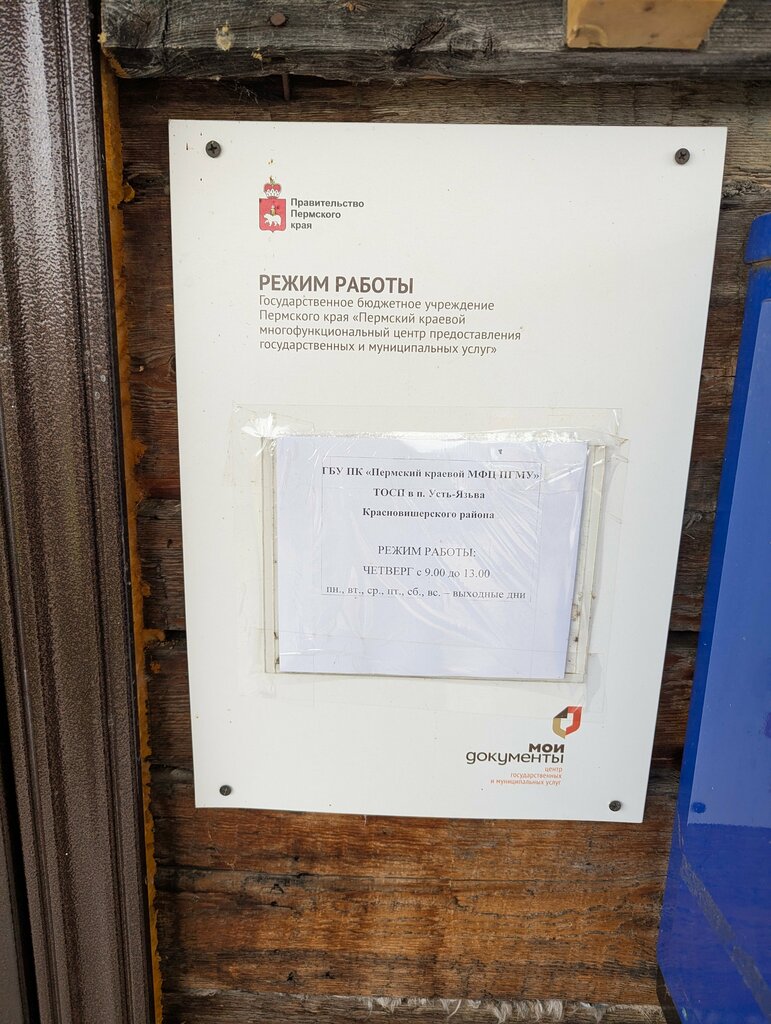 Правительство
Пермского
края
РЕЖИМ РАБОТЫ
Государственное бюджетное учреждение
Пермского края «Пермский краевой
многофункциональный центр предоставления
государственных и муниципальных услуг»
ГБУ ПК «Пермский краевой МФЦ ПГМУ»
ТОСП в п. Усть-Язьва
Красновишерского района
РЕЖИМ РАБОТЫ:
ЧЕТВЕРГ с 9.00 до 13.00
пн., вт., ср., пт., сб., вс. – выходные дни
мои
документы
центр
государственных
и муниципальных услуг